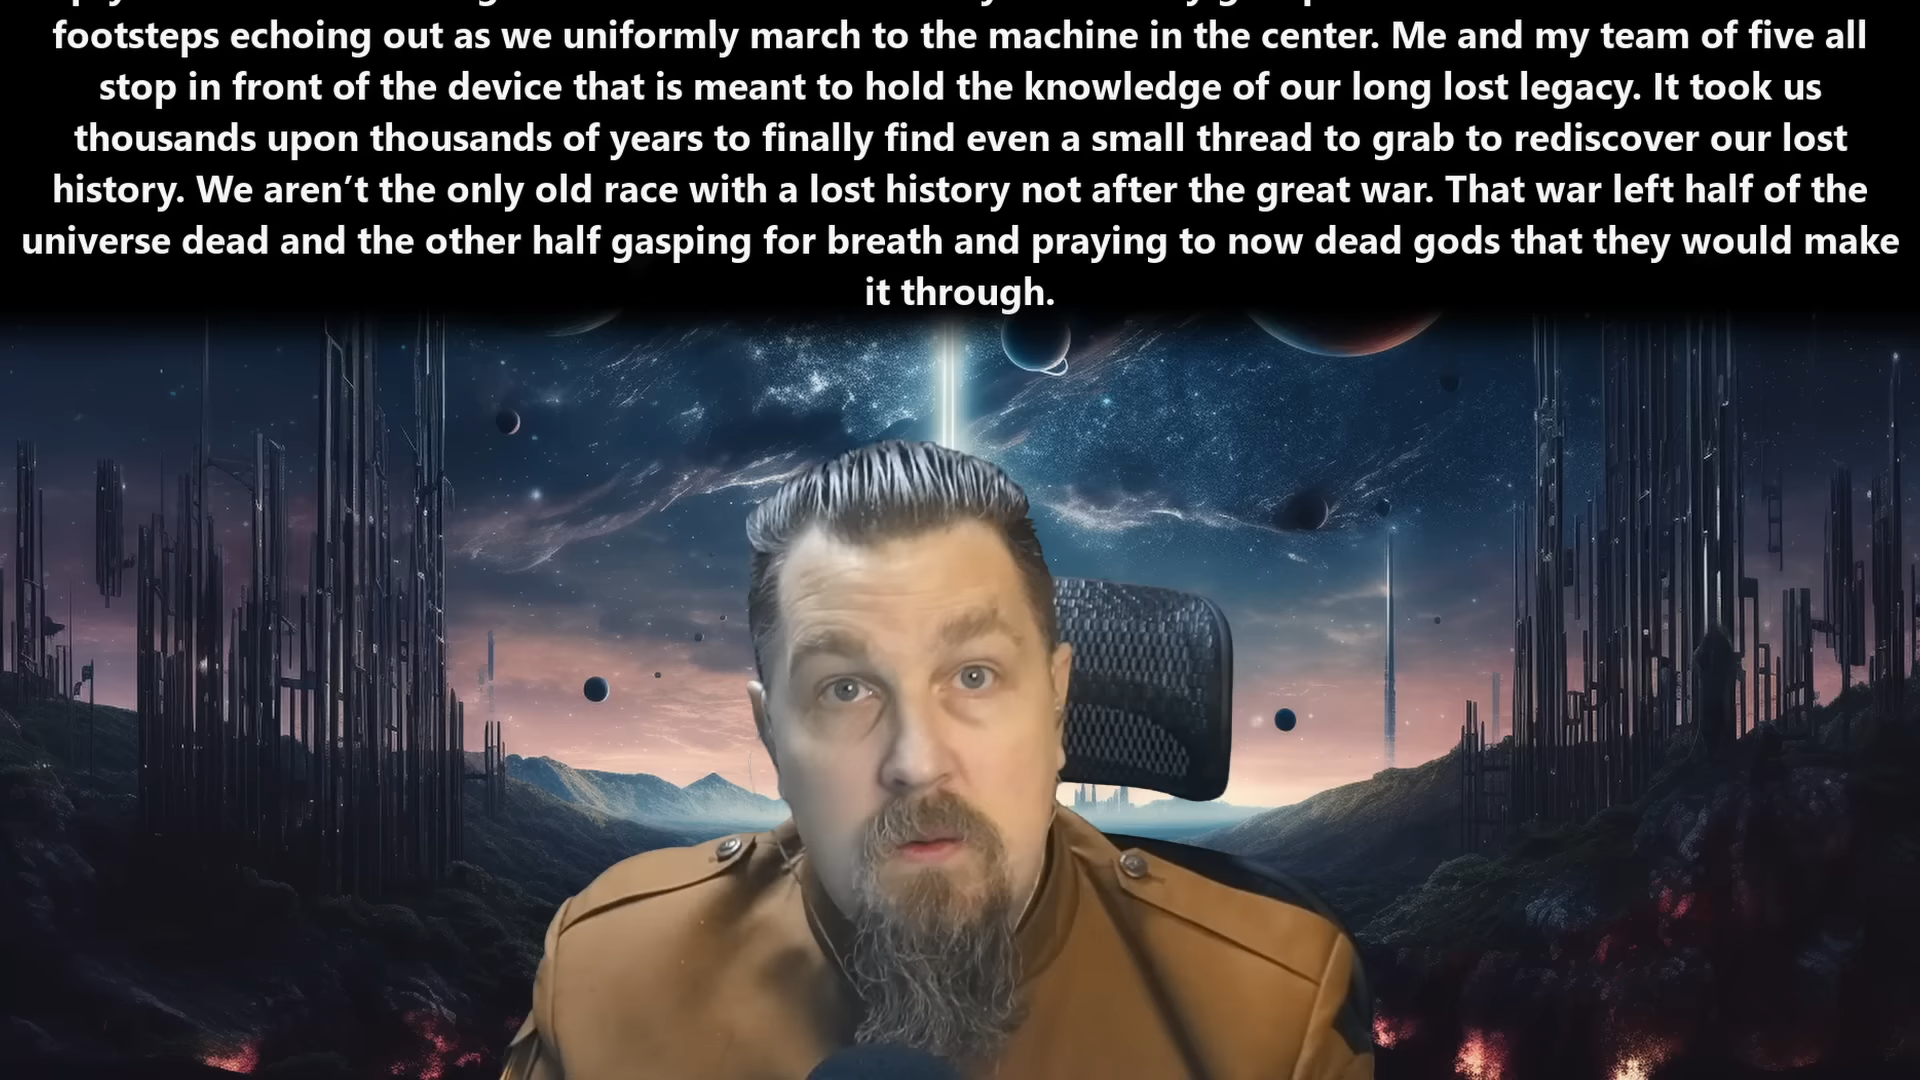 footsteps echoing out as we uniformly march to the machine in the center. Me and my team of five all
stop in front of the device that is meant to hold the knowledge of our long lost legacy. It took us
thousands upon thousands of years to finally find even a small thread to grab to rediscover our lost
history. We aren’t the only old race with a lost history not after the great war. That war left half of the
universe dead and the other half gasping for breath and praying to now dead gods that they would make
it through.